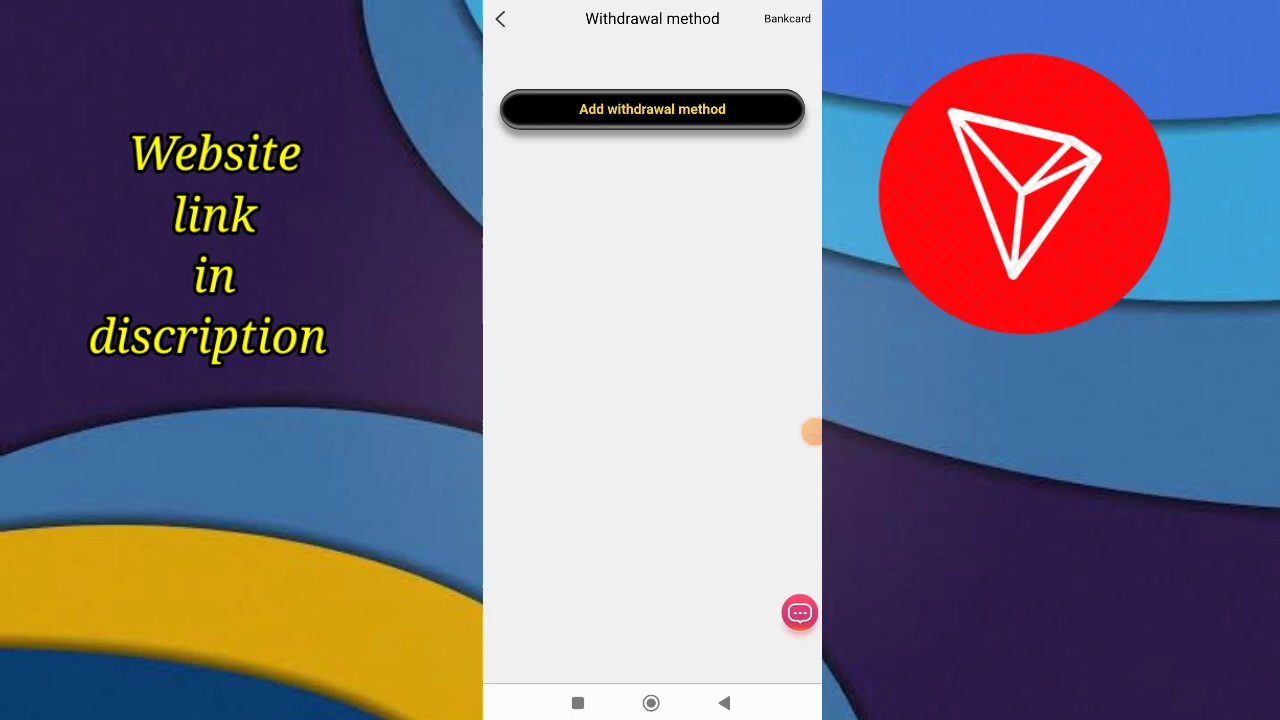 Website
link
in
discription
Withdrawal method
Bankcard
Add withdrawal method